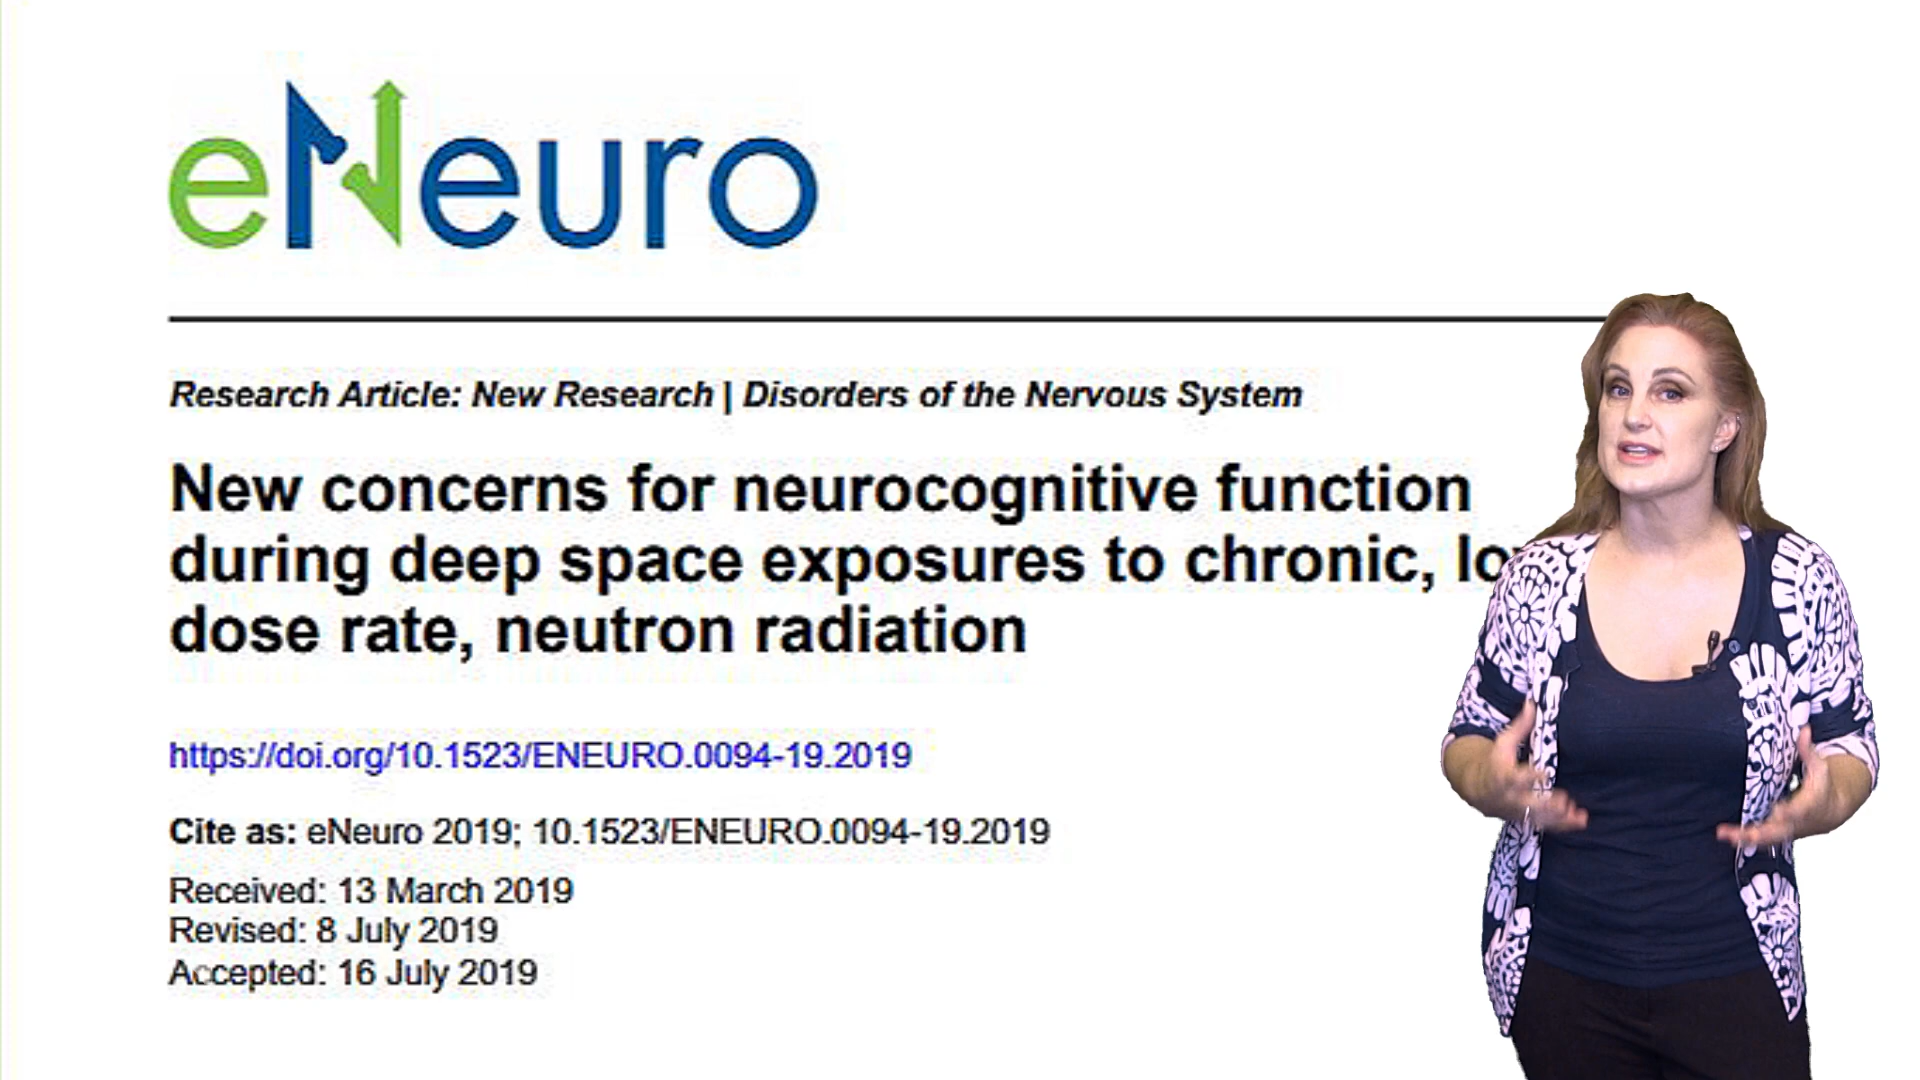 eNeuro
Research Article: New Research | Disorders of the Nervous System
New concerns for neurocognitive function
during deep space exposures to chronic,
dose rate, neutron radiation
https://doi.org/10.1523/ENEURO.0094-19.2019
Cite as: eNeuro 2019; 10.1523/ENEURO.0094-19.2019
Received: 13 March 2019
Revised: 8 July 2019
Accepted: 16 July 2019